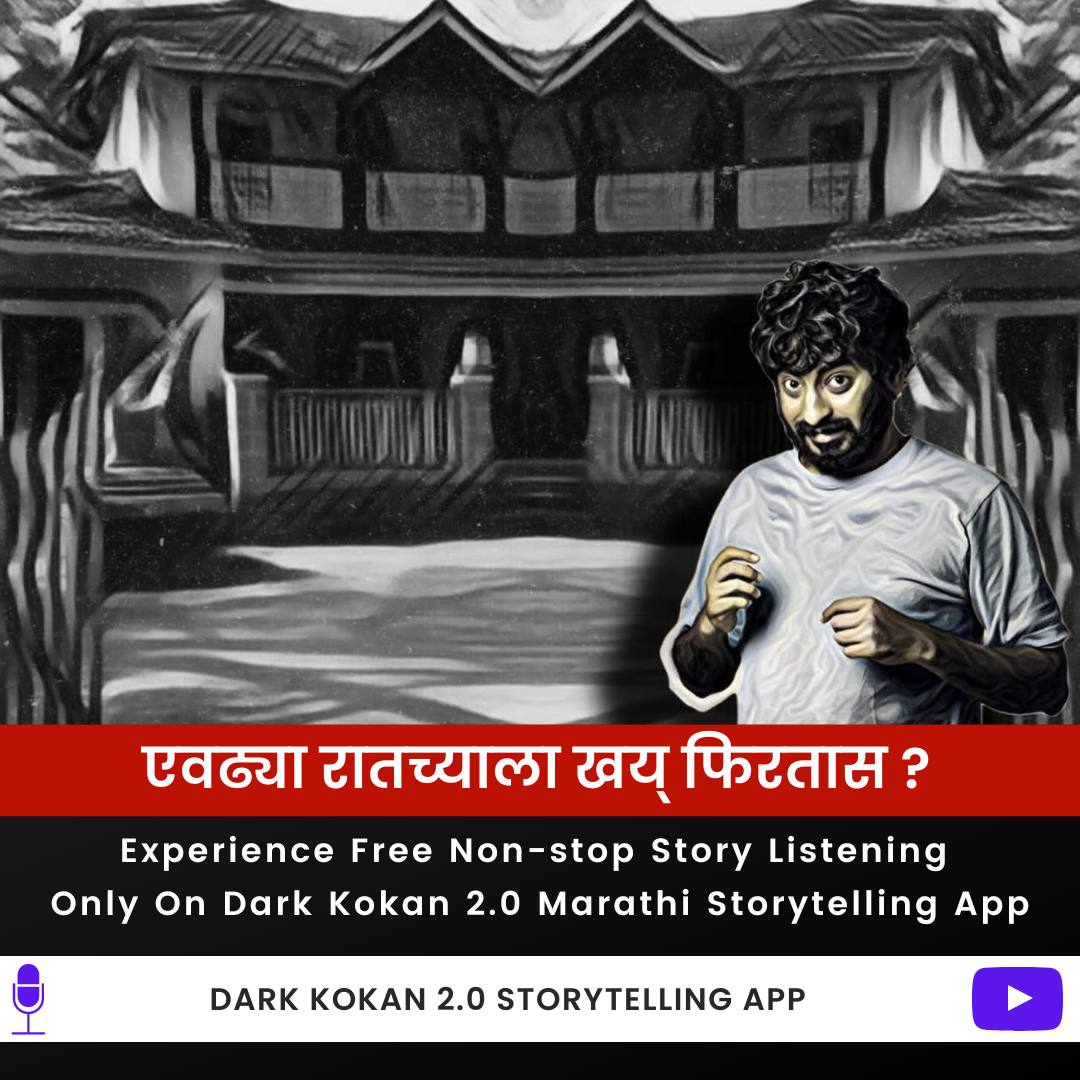 एवढ्या रातच्याला खय् फिरतास ?
Experience Free Non-stop Story Listening
Only On Dark Kokan 2.0 Marathi Storytelling App
DARK KOKAN 2.0 STORYTELLING APP